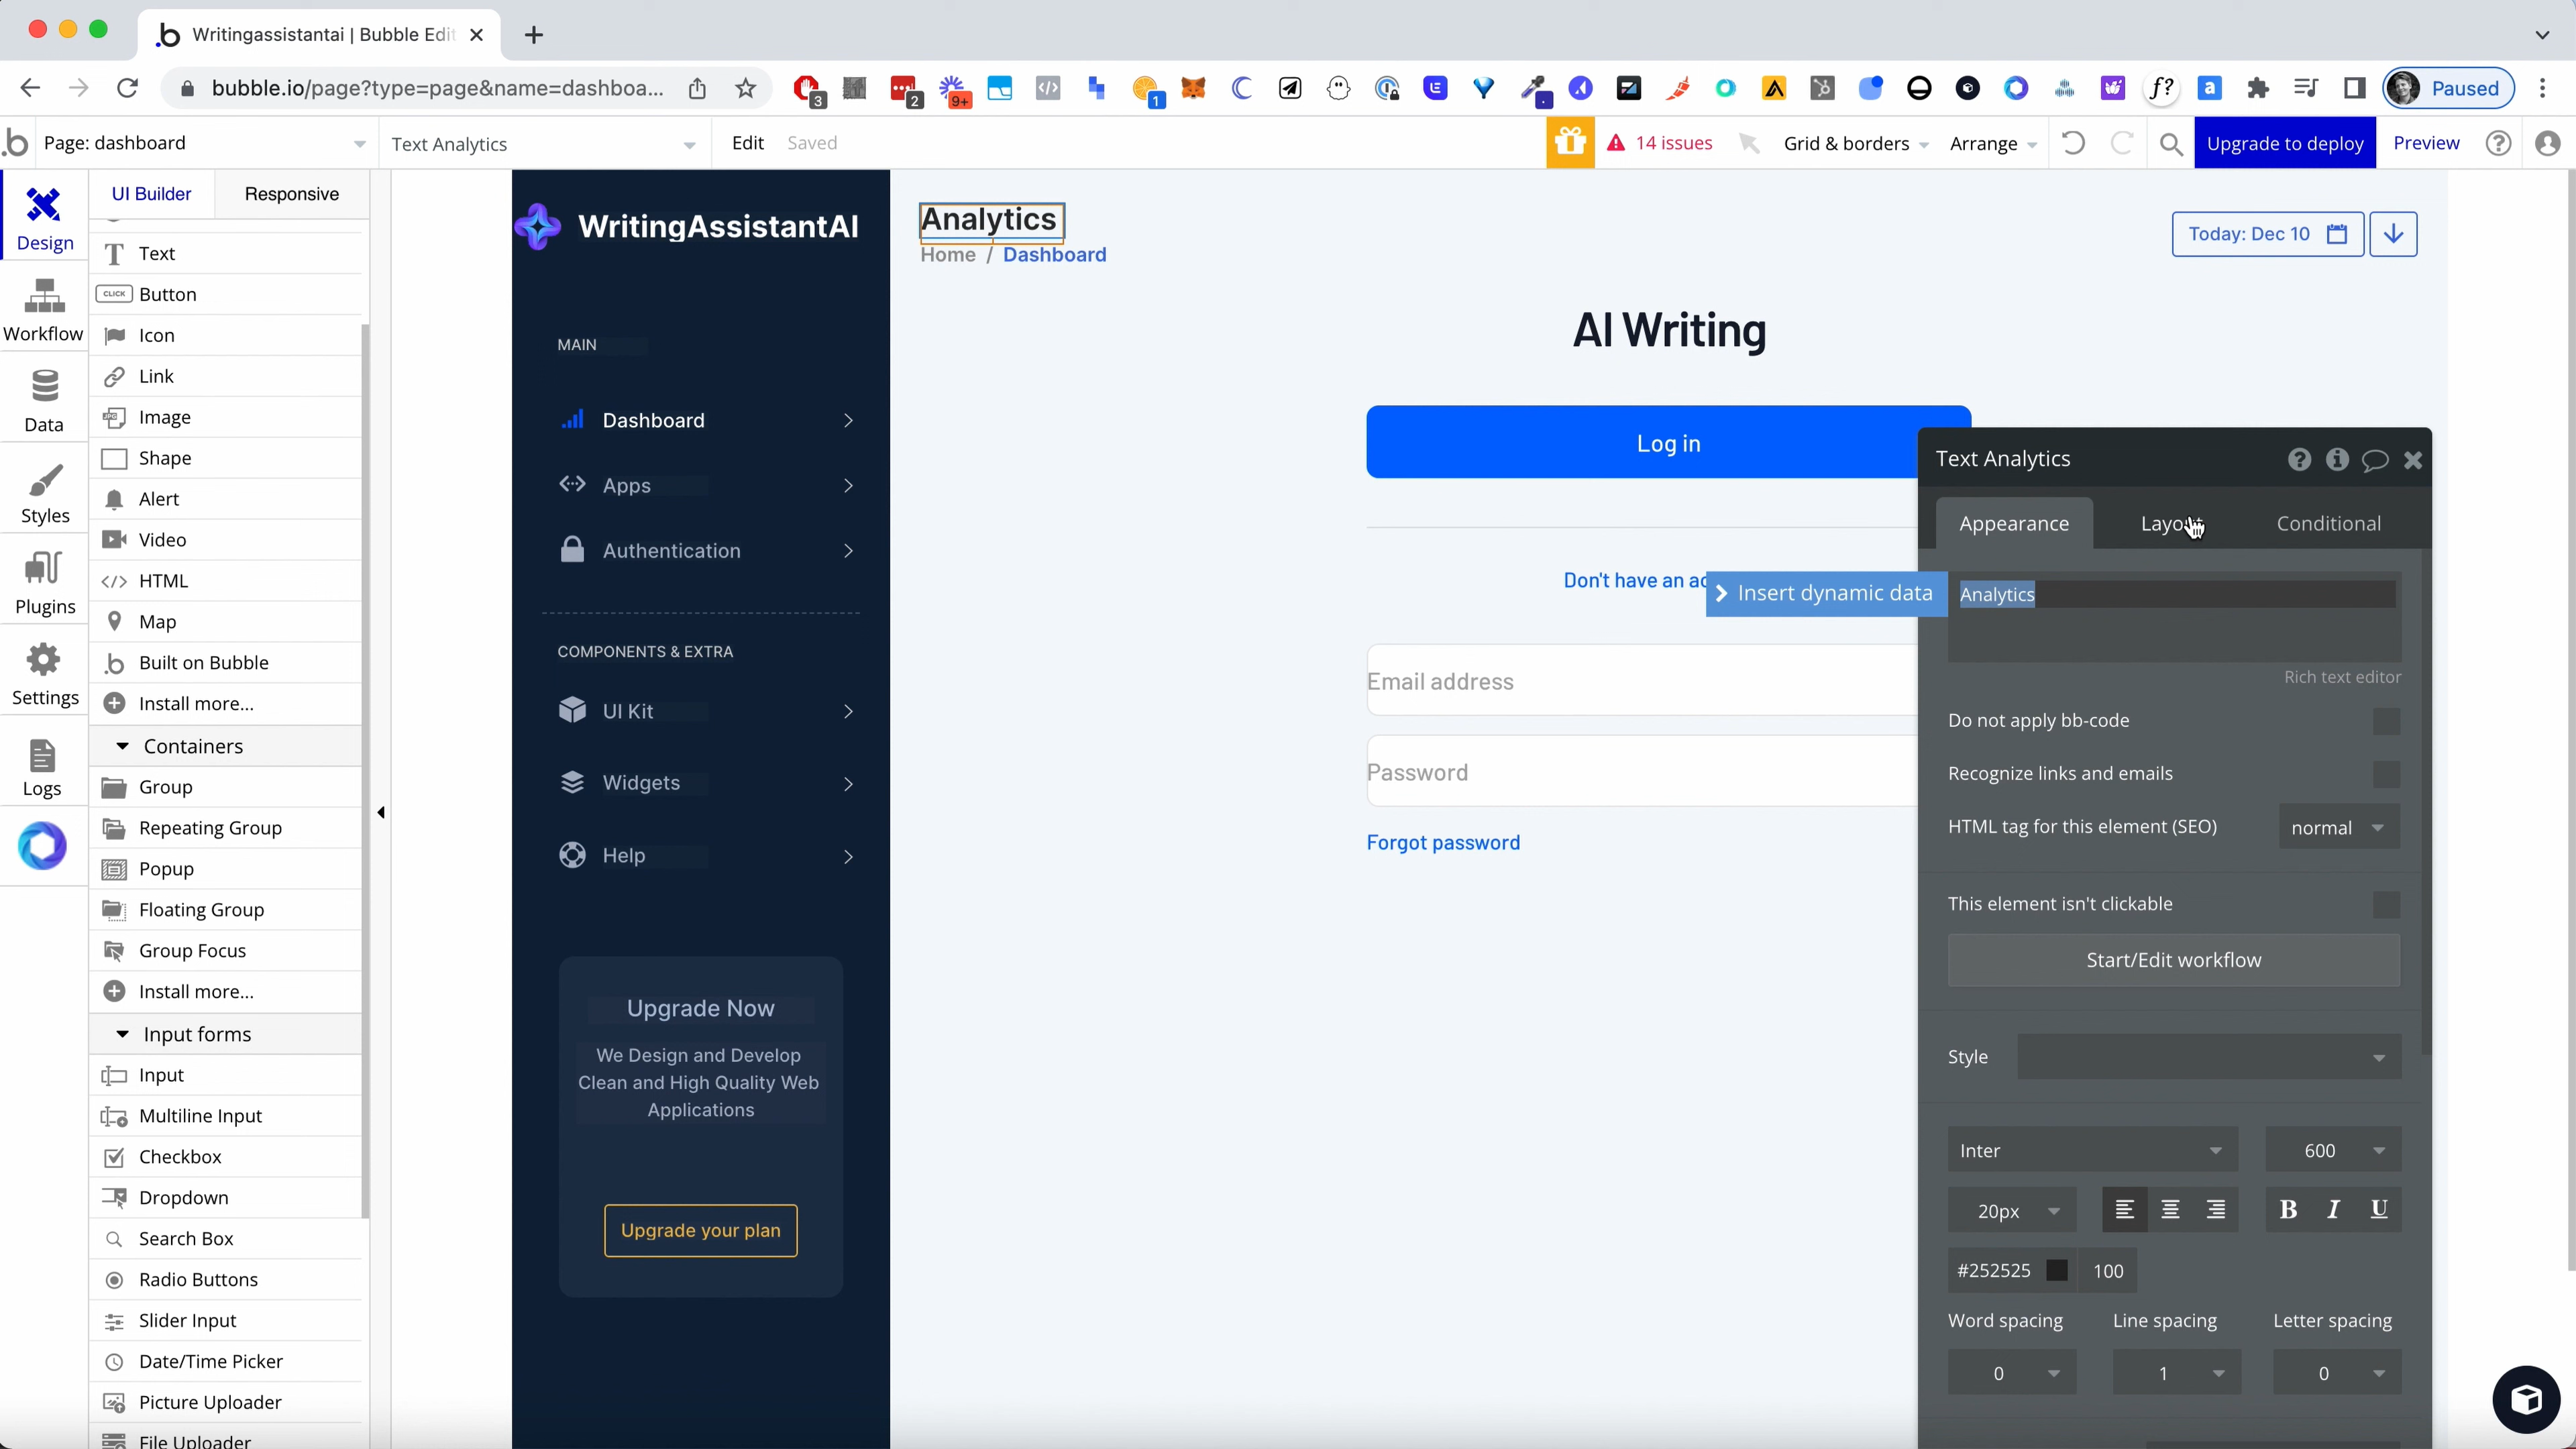 Writingassistantai | Bubble Edit
bubble.io/page?type=page&name=dashboa...
3
2
9+
1
f?
a
Paused
Page: dashboard
Text Analytics
Edit
Saved
14 issues
Grid & borders
Arrange
Upgrade to deploy
Preview
UI Builder
Responsive
Design
Workflow
Data
Styles
Plugins
Settings
Logs
Text
CLICK
Button
Icon
Link
Image
Shape
Alert
Video
HTML
Map
Built on Bubble
Install more...
Containers
Group
Repeating Group
Popup
Floating Group
Group Focus
Install more...
Input forms
Input
Multiline Input
Checkbox
Dropdown
Search Box
Radio Buttons
Slider Input
Date/Time Picker
Picture Uploader
File Uploader
WritingAssistantAI
MAIN
Dashboard
Apps
Authentication
COMPONENTS & EXTRA
UI Kit
Widgets
Help
Upgrade Now
We Design and Develop
Clean and High Quality Web
Applications
Upgrade your plan
Analytics
Home / Dashboard
Today: Dec 10
AI Writing
Log in
Don't have an ac
Email address
Password
Forgot password
Insert dynamic data
Text Analytics
Appearance
Layout
Conditional
Analytics
Rich text editor
Do not apply bb-code
Recognize links and emails
HTML tag for this element (SEO)
normal
This element isn't clickable
Start/Edit workflow
Style
Inter
600
20px
B I U
#252525
100
Word spacing
Line spacing
Letter spacing
0
1
0